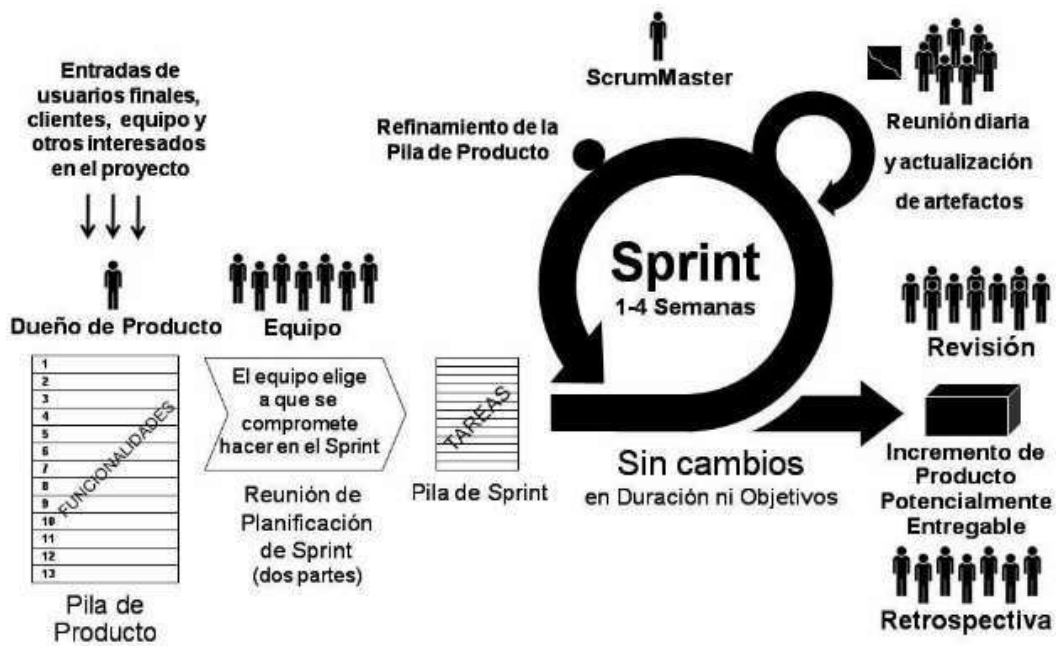 Entradas de
usuarios finales,
clientes, equipo y
otros interesados
en el proyecto
Dueño de Producto
1
2
3
4
5
6
7
8
9
10
11
12
13
FUNCIONALIDADES
Pila de
Producto
Equipo
El equipo elige
a que se
compromete
hacer en el Sprint
Reunión de
Planificación
de Sprint
(dos partes)
TAREAS
Pila de Sprint
ScrumMaster
Refinamiento de la
Pila de Producto
Sprint
1-4 Semanas
Sin cambios
en Duración ni Objetivos
Reunión diaria
y actualización
de artefactos
Revisión
Incremento de
Producto
Potencialmente
Entregable
Retrospectiva